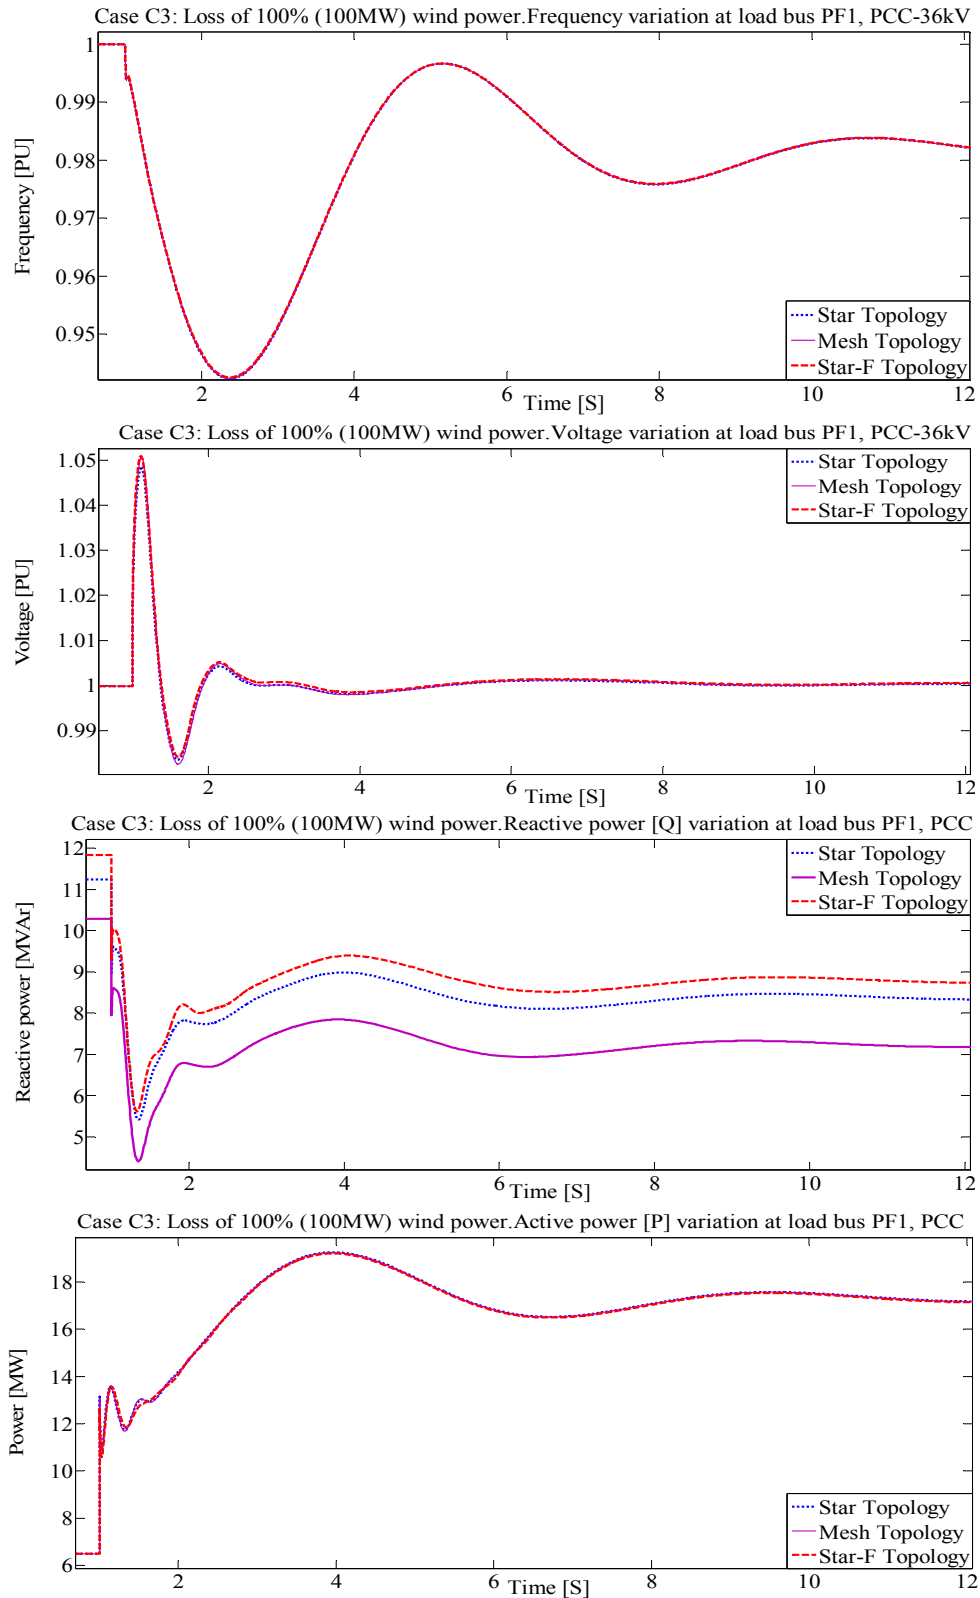 Case C3: Loss of 100% (100MW) wind power.Frequency variation at load bus PF1, PCC-36kV
1
0.99
0.98
0.97
0.96
0.95
Frequency [PU]
Star Topology
Mesh Topology
Star-F Topology
2 4 6 8 10 12
Time [S]
Case C3: Loss of 100% (100MW) wind power.Voltage variation at load bus PF1, PCC-36kV
1.05
1.04
1.03
1.02
1.01
1
0.99
Voltage [PU]
Star Topology
Mesh Topology
Star-F Topology
2 4 6 8 10 12
Time [S]
Case C3: Loss of 100% (100MW) wind power.Reactive power [Q] variation at load bus PF1, PCC
12
11
10
9
8
7
6
5
Reactive power [MVAr]
Star Topology
Mesh Topology
Star-F Topology
2 4 6 8 10 12
Time [S]
Case C3: Loss of 100% (100MW) wind power.Active power [P] variation at load bus PF1, PCC
18
16
14
12
10
8
6
Power [MW]
Star Topology
Mesh Topology
Star-F Topology
2 4 6 8 10 12
Time [S]